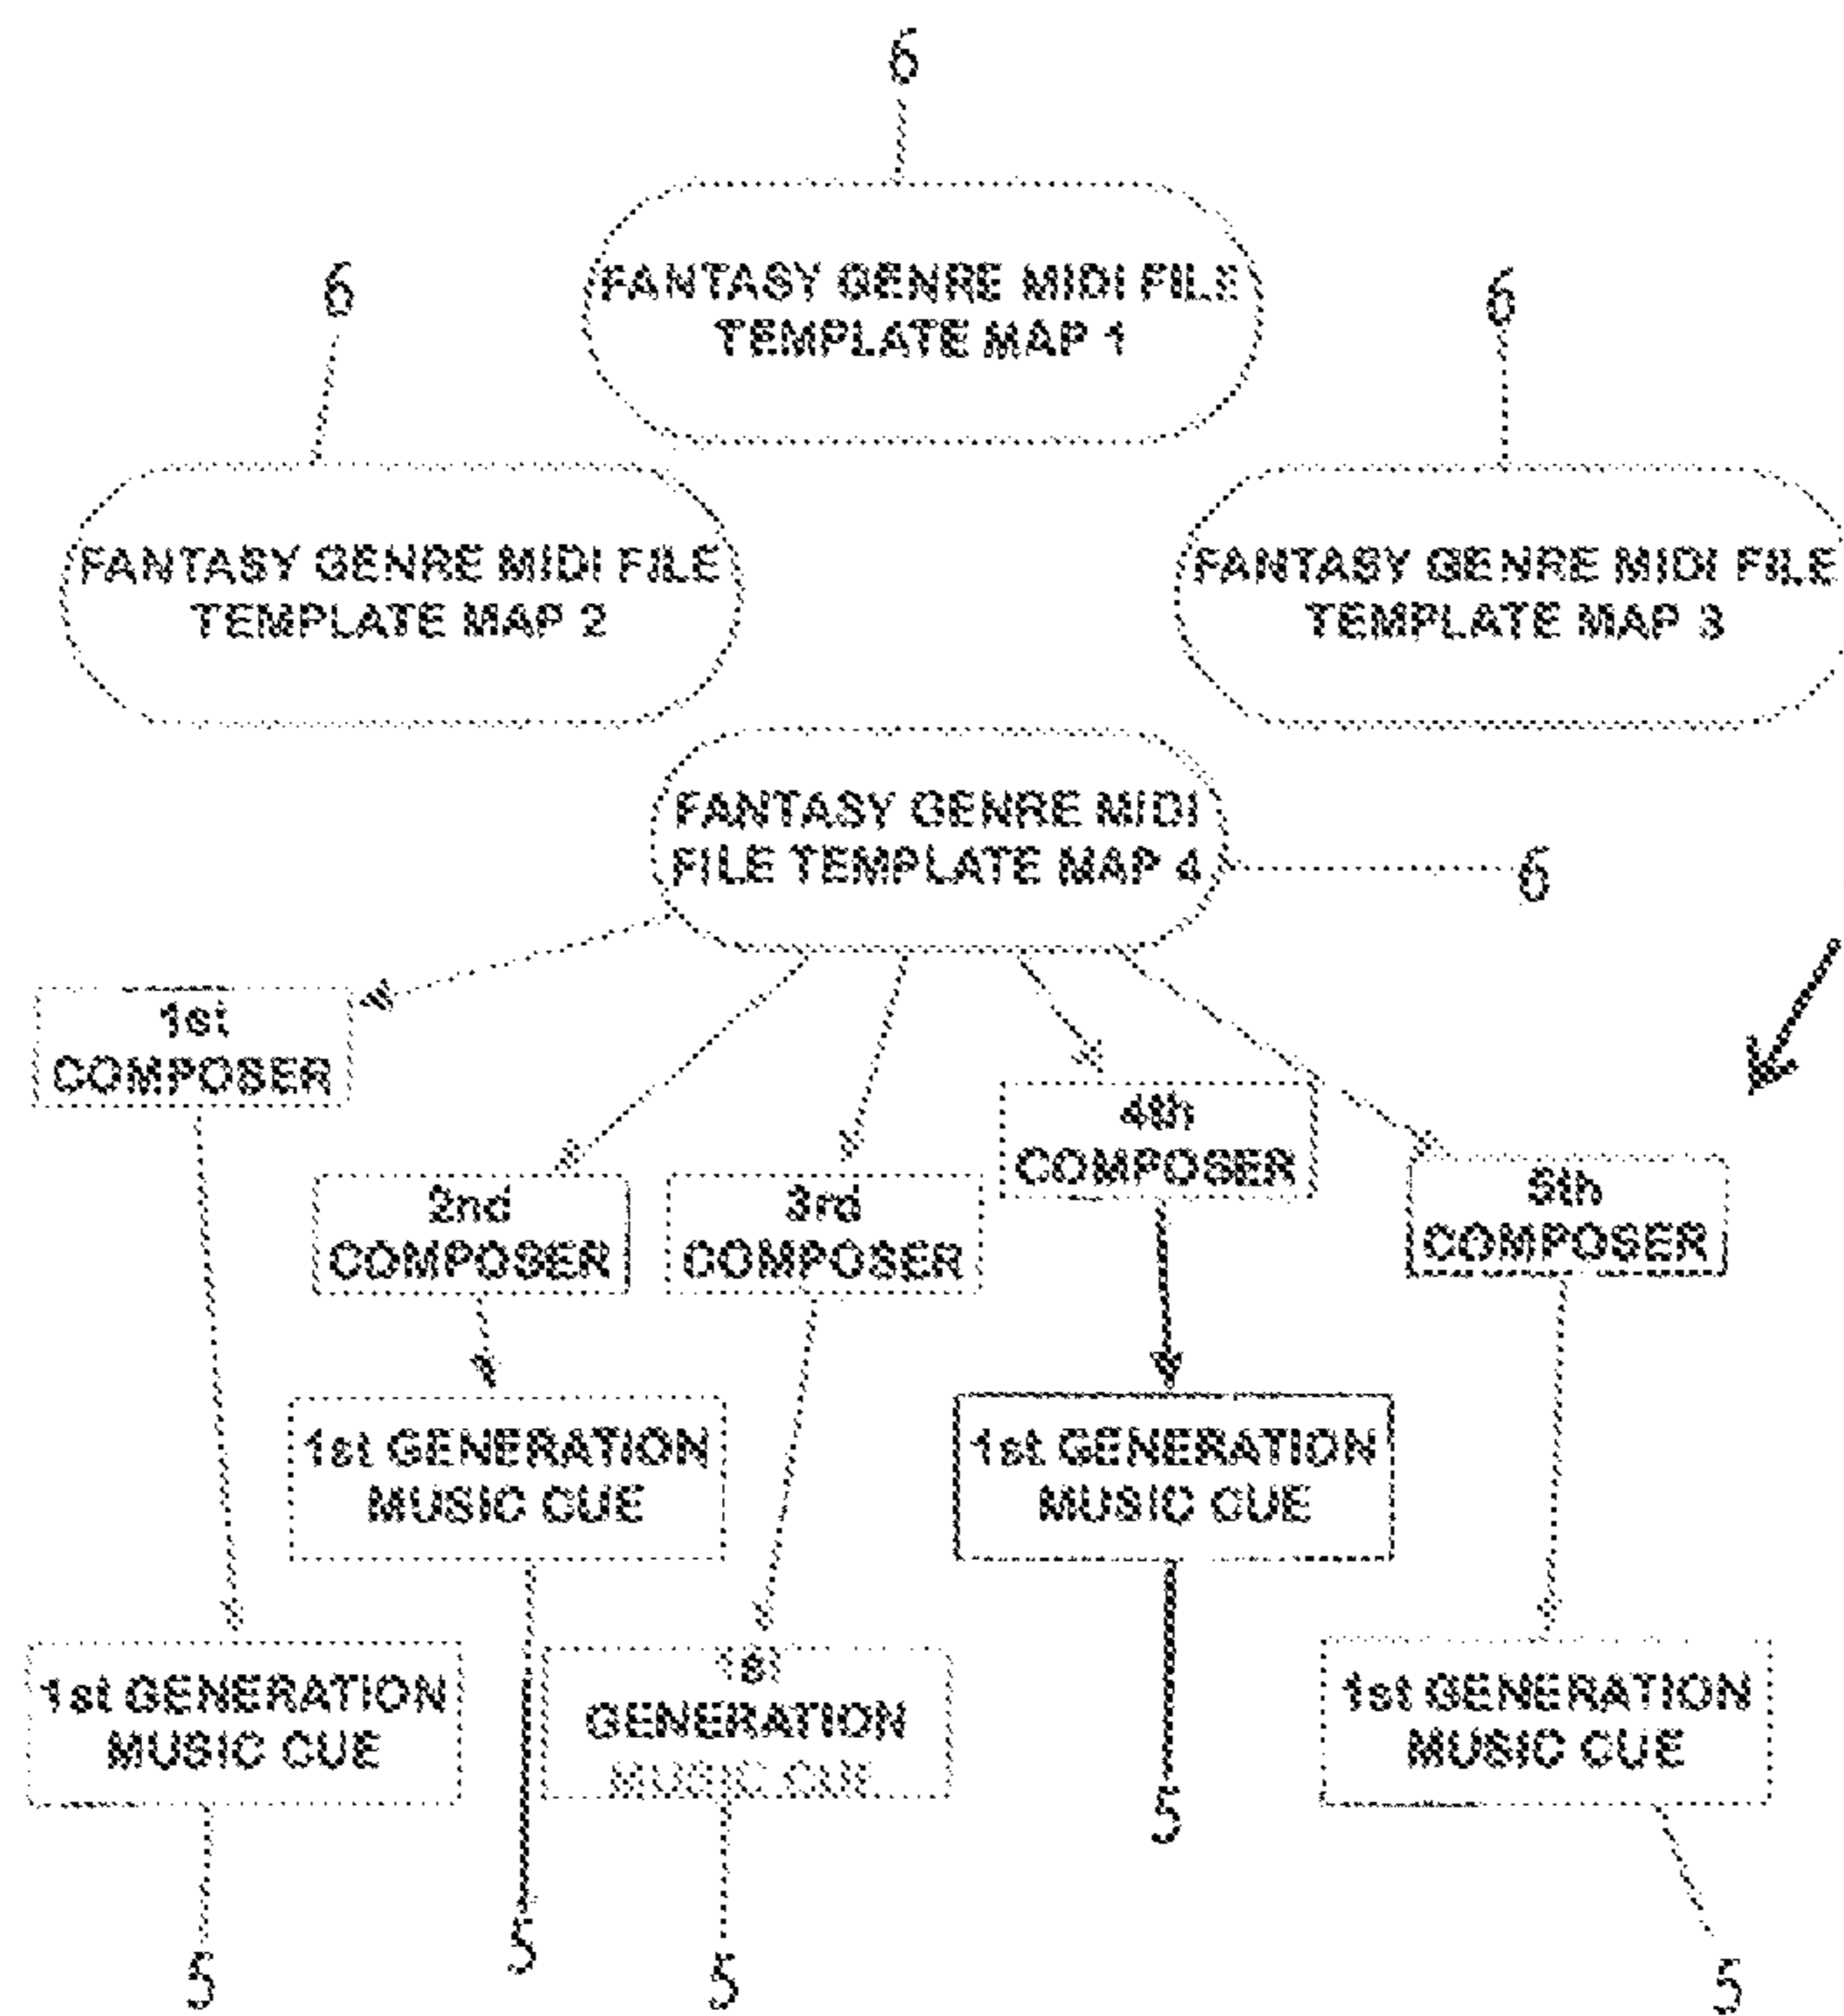 6
FANTASY GENRE MIDI FILE
TEMPLATE MAP 1
6
FANTASY GENRE MIDI FILE
TEMPLATE MAP 2
6
FANTASY GENRE MIDI FILE
TEMPLATE MAP 3
FANTASY GENRE MIDI
FILE TEMPLATE MAP 4
6
1st
COMPOSER
2nd
COMPOSER
3rd
COMPOSER
4th
COMPOSER
5th
COMPOSER
1st GENERATION
MUSIC CUE
1st GENERATION
MUSIC CUE
1st GENERATION
MUSIC CUE
1st
GENERATION
MUSIC CUE
1st GENERATION
MUSIC CUE
5
5
5
5
5